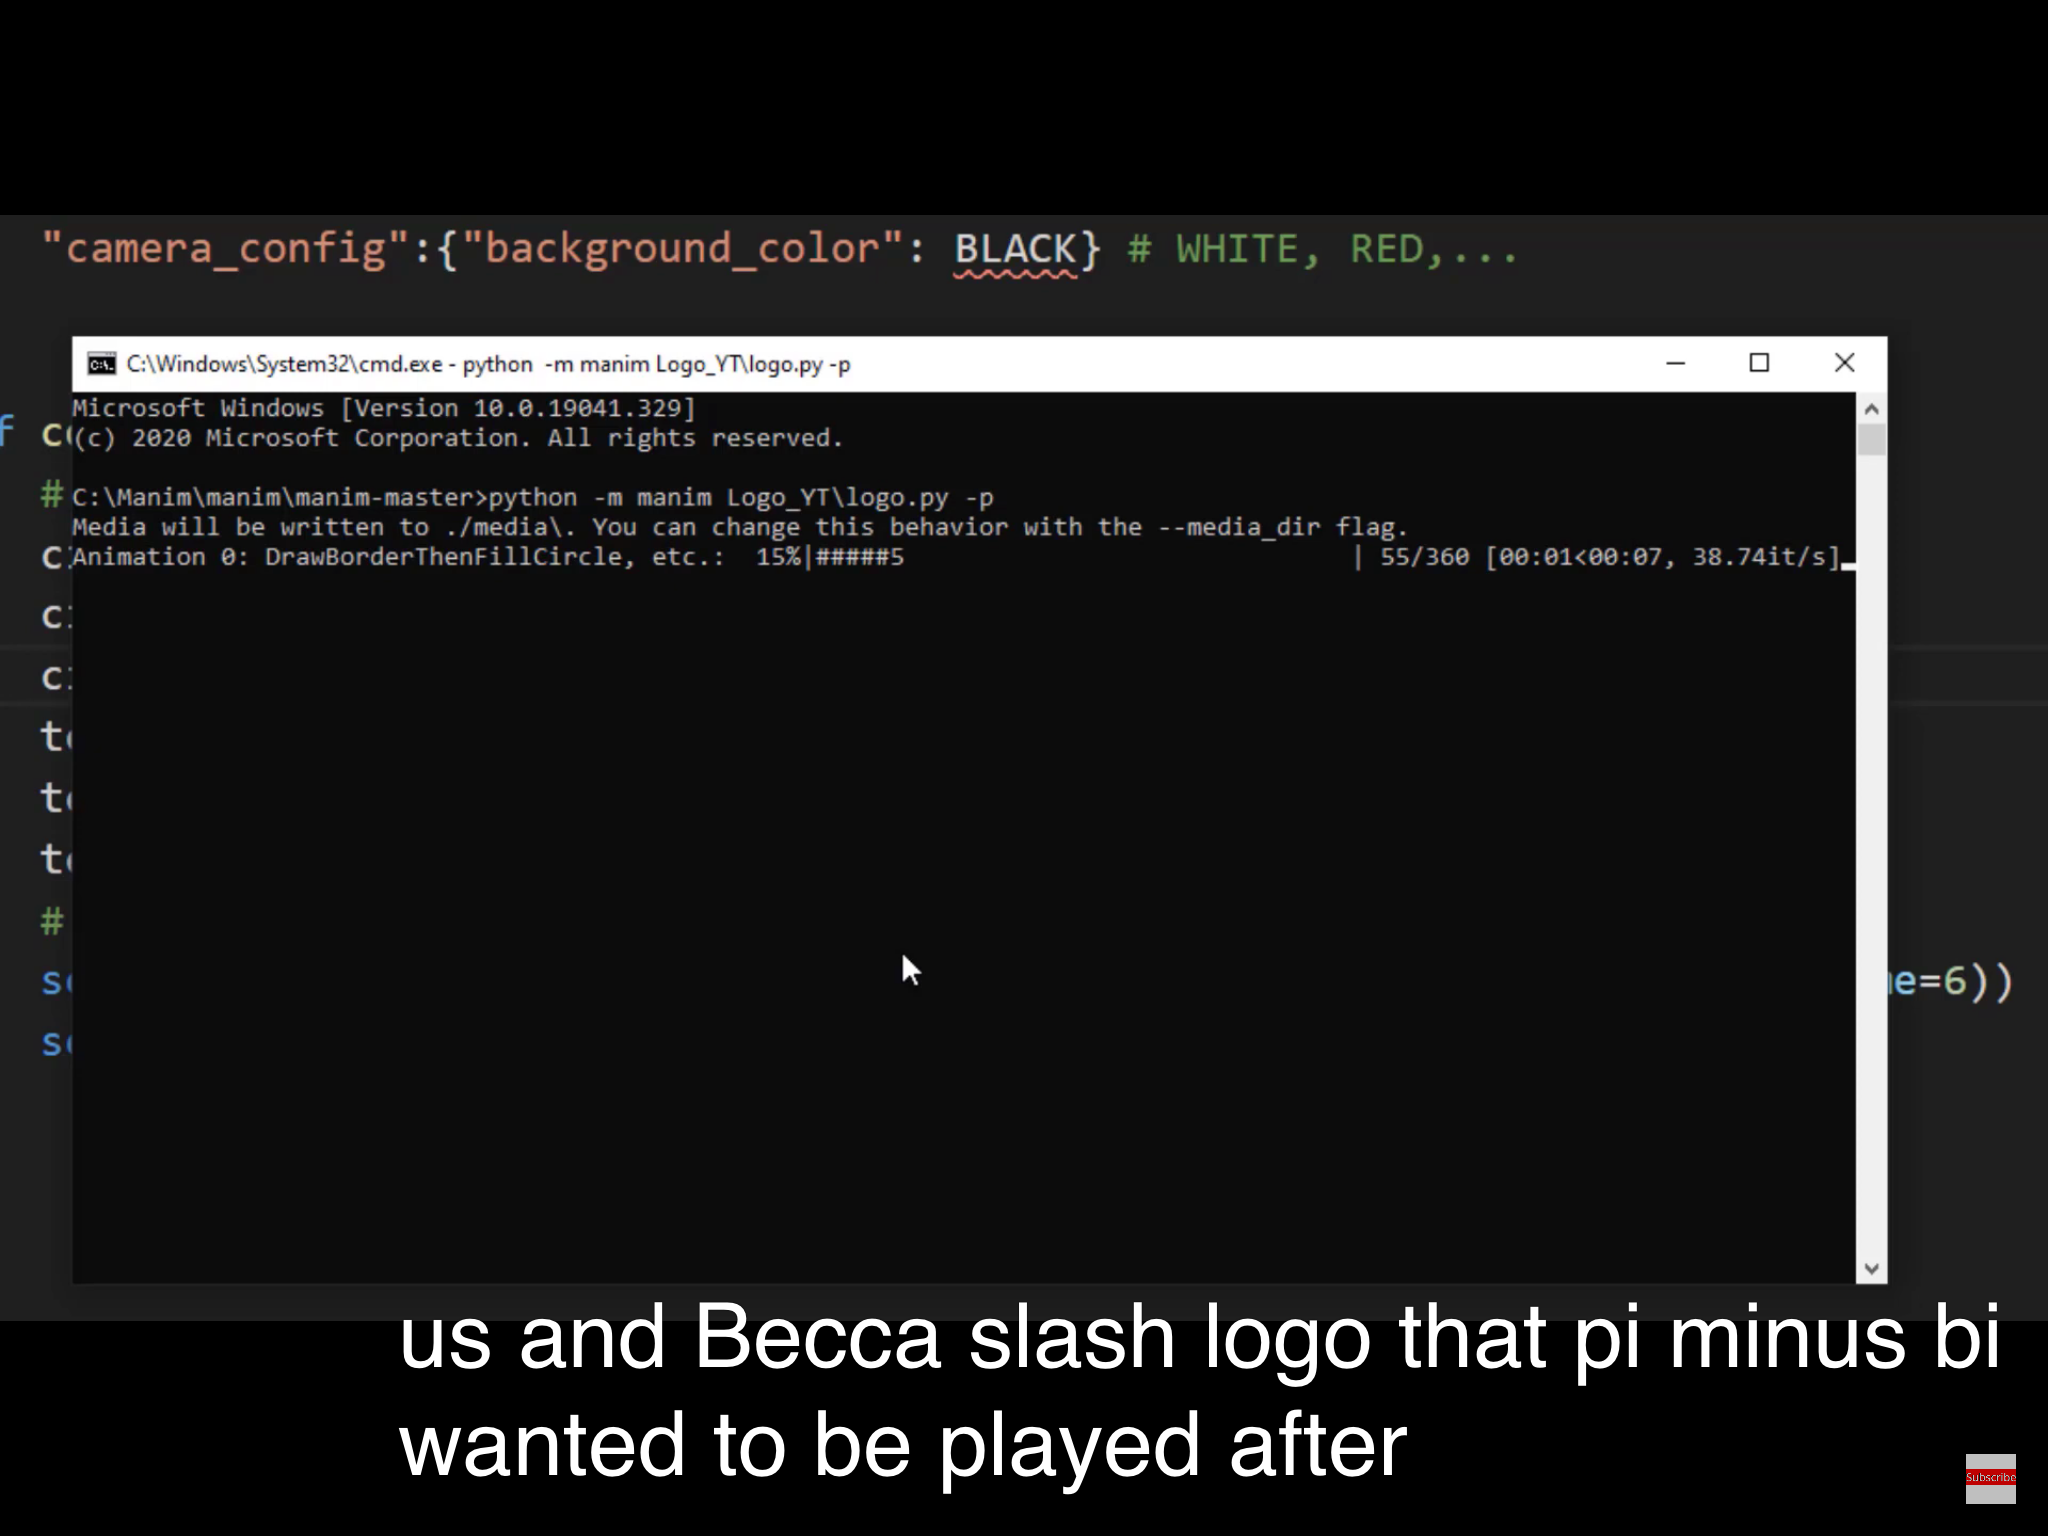 "camera_config":{"background_color": BLACK} # WHITE, RED,...
C:\Windows\System32\cmd.exe - python  -m manim Logo_YT\logo.py -p
Microsoft Windows [Version 10.0.19041.329]
(c) 2020 Microsoft Corporation. All rights reserved.
#
C:\Manim\manim\manim-master>python -m manim Logo_YT\logo.py -p
Media will be written to ./media\. You can change this behavior with the --media_dir flag.
Animation 0: DrawBorderThenFillCircle, etc.:  15%|#####5                              | 55/360 [00:01<00:07, 38.74it/s]
#
e=6))
us and Becca slash logo that pi minus bi
wanted to be played after
Subscribe